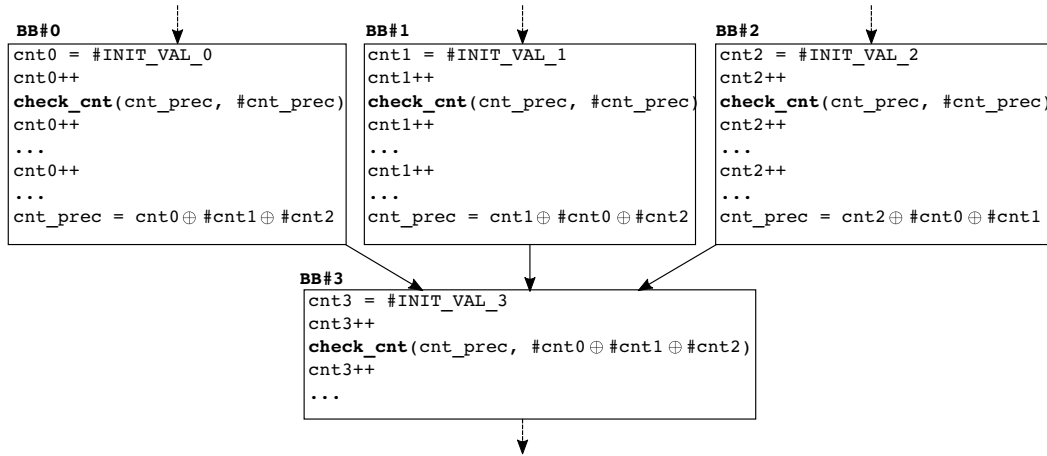 BB#0
cnt0 = #INIT_VAL_0
cnt0++
check_cnt(cnt_prec, #cnt_prec)
cnt0++
...
cnt0++
...
cnt_prec = cnt0 ⊕ #cnt1 ⊕ #cnt2
BB#1
cnt1 = #INIT_VAL_1
cnt1++
check_cnt(cnt_prec, #cnt_prec)
cnt1++
...
cnt1++
...
cnt_prec = cnt1 ⊕ #cnt0 ⊕ #cnt2
BB#2
cnt2 = #INIT_VAL_2
cnt2++
check_cnt(cnt_prec, #cnt_prec)
cnt2++
...
cnt2++
...
cnt_prec = cnt2 ⊕ #cnt0 ⊕ #cnt1
BB#3
cnt3 = #INIT_VAL_3
cnt3++
check_cnt(cnt_prec, #cnt0 ⊕ #cnt1 ⊕ #cnt2)
cnt3++
...